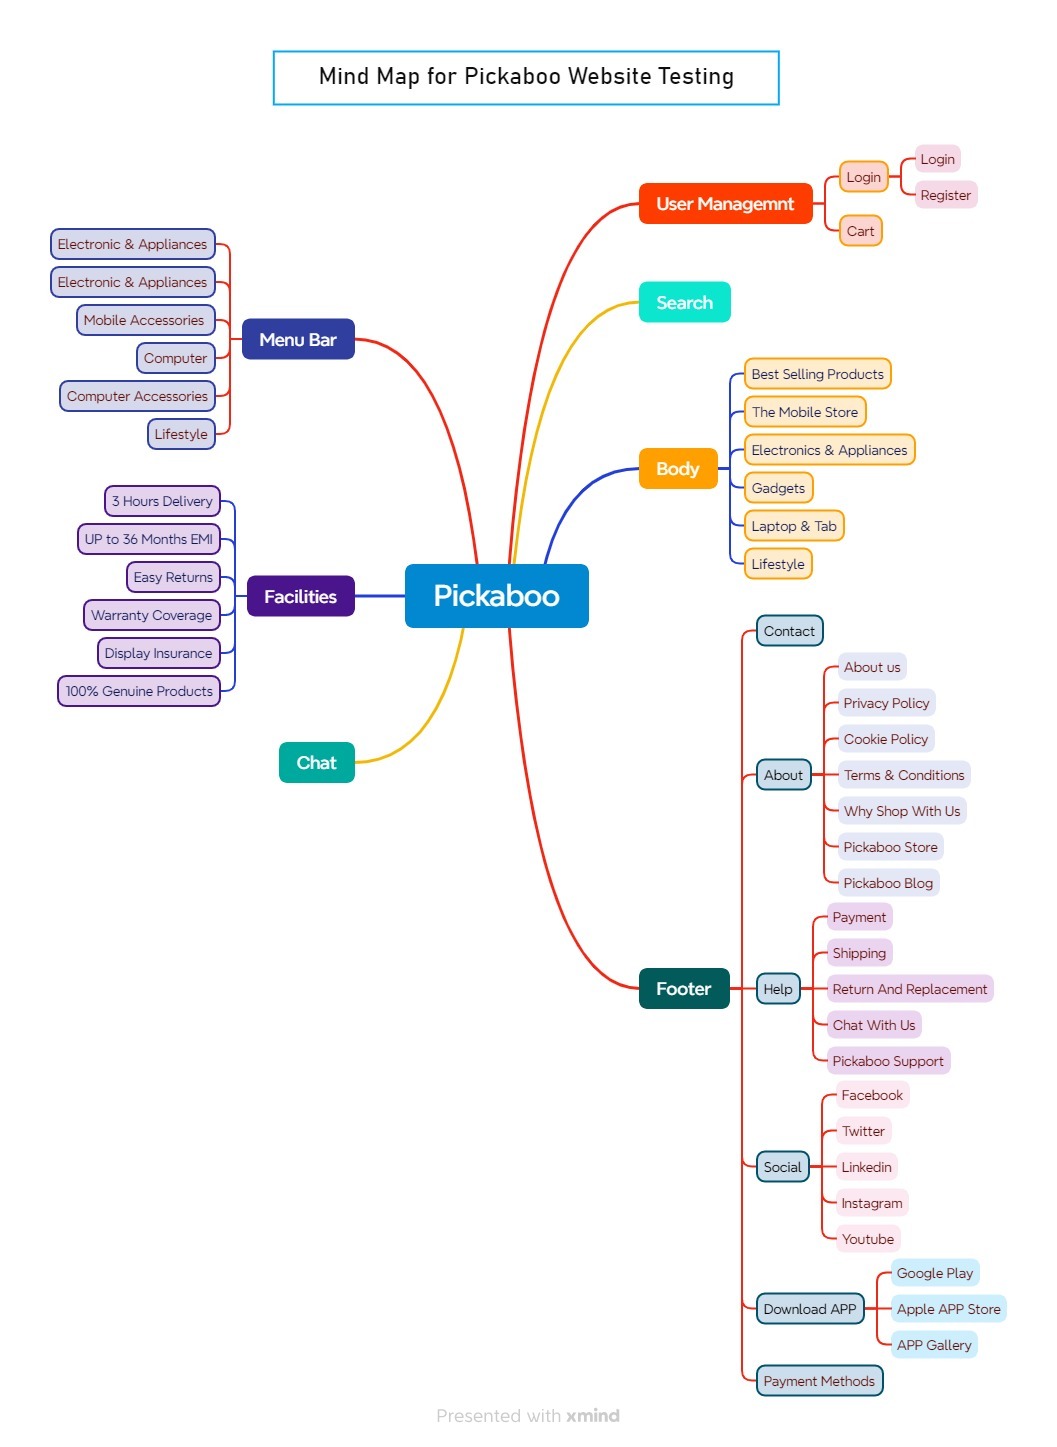 Mind Map for Pickaboo Website Testing
Pickaboo
User Managemnt
Login
Login
Register
Cart
Search
Body
Best Selling Products
The Mobile Store
Electronics & Appliances
Gadgets
Laptop & Tab
Lifestyle
Footer
Contact
About
About us
Privacy Policy
Cookie Policy
Terms & Conditions
Why Shop With Us
Pickaboo Store
Pickaboo Blog
Help
Payment
Shipping
Return And Replacement
Chat With Us
Pickaboo Support
Social
Facebook
Twitter
Linkedin
Instagram
Youtube
Download APP
Google Play
Apple APP Store
APP Gallery
Payment Methods
Menu Bar
Electronic & Appliances
Electronic & Appliances
Mobile Accessories
Computer
Computer Accessories
Lifestyle
Facilities
3 Hours Delivery
UP to 36 Months EMI
Easy Returns
Warranty Coverage
Display Insurance
100% Genuine Products
Chat
Presented with xmind